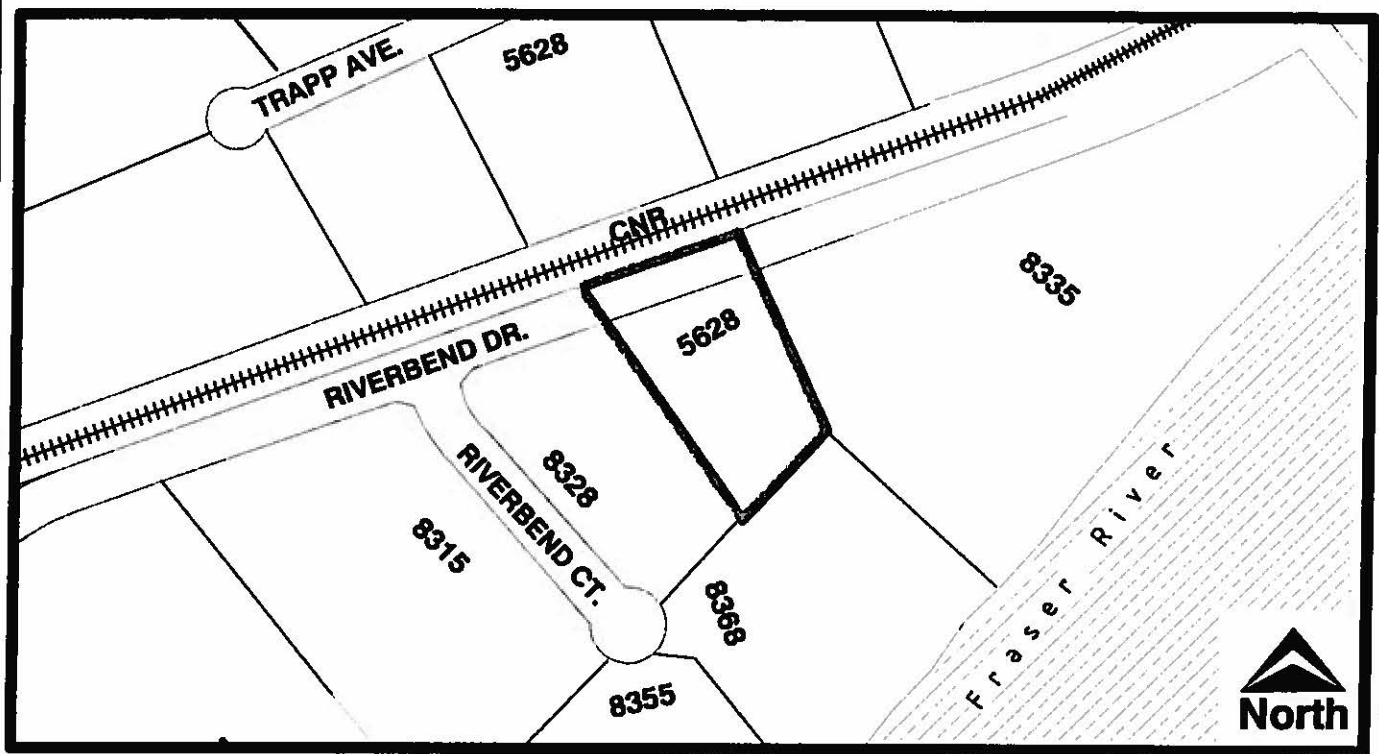 TRAPP AVE.
5628
CNR
8335
5628
RIVERBEND DR.
8328
RIVERBEND CT.
8315
8368
Fraser River
8355
North